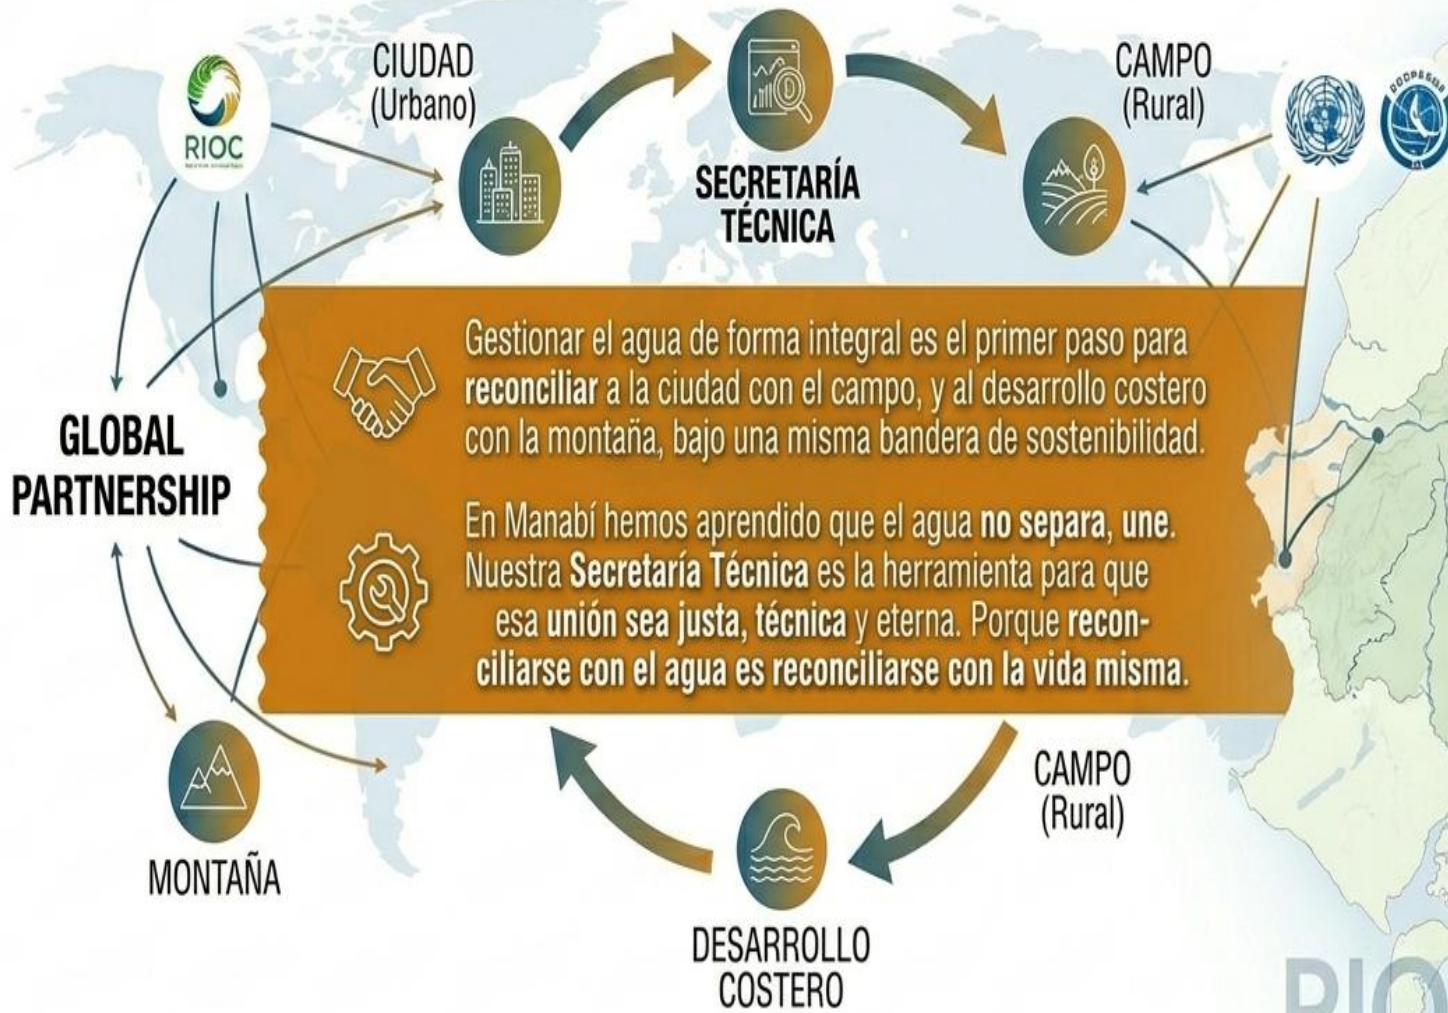 RIOC
CIUDAD
(Urbano)
SECRETARÍA
TÉCNICA
CAMPO
(Rural)
GLOBAL
PARTNERSHIP
Gestionar el agua de forma integral es el primer paso para
reconciliar a la ciudad con el campo, y al desarrollo costero
con la montaña, bajo una misma bandera de sostenibilidad.
En Manabí hemos aprendido que el agua no separa, une.
Nuestra Secretaría Técnica es la herramienta para que
esa unión sea justa, técnica y eterna. Porque recon-
ciliarse con el agua es reconciliarse con la vida misma.
MONTAÑA
CAMPO
(Rural)
DESARROLLO
COSTERO